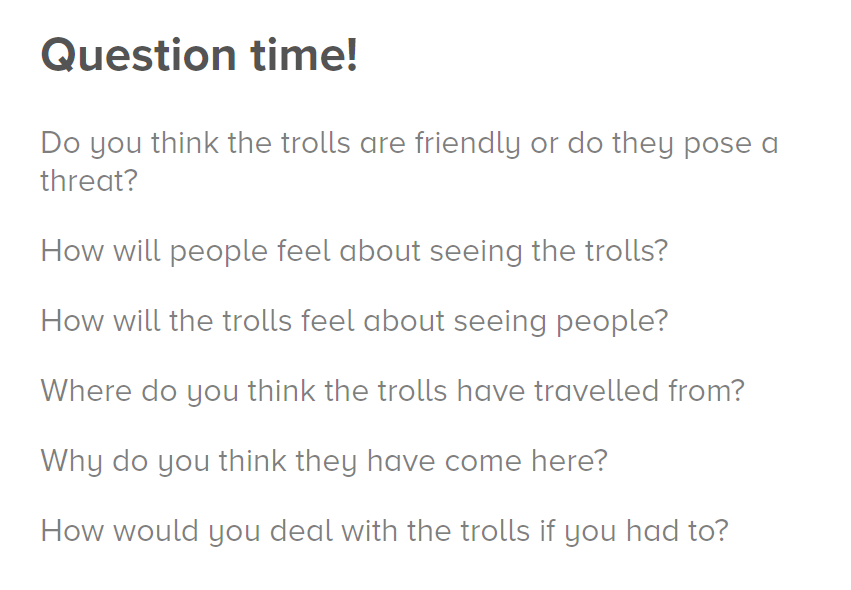 Question time!
Do you think the trolls are friendly or do they pose a
threat?
How will people feel about seeing the trolls?
How will the trolls feel about seeing people?
Where do you think the trolls have travelled from?
Why do you think they have come here?
How would you deal with the trolls if you had to?